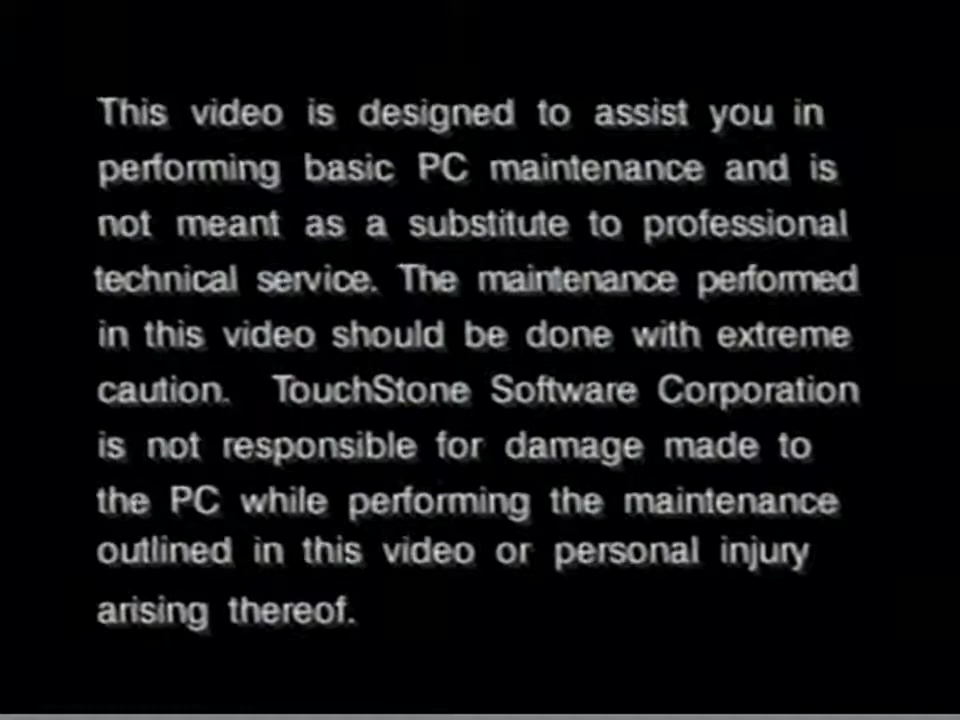 This video is designed to assist you in
performing basic PC maintenance and is
not meant as a substitute to professional
technical service. The maintenance performed
in this video should be done with extreme
caution. TouchStone Software Corporation
is not responsible for damage made to
the PC while performing the maintenance
outlined in this video or personal injury
arising thereof.